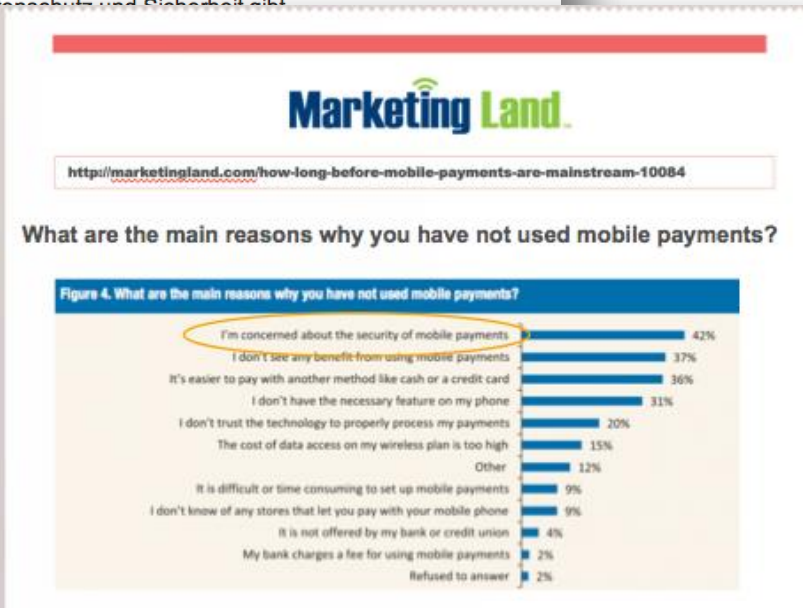 und Sicherheit gibt
Marketing Land
http://marketingland.com/how-long-before-mobile-payments-are-mainstream-10084
What are the main reasons why you have not used mobile payments?
Figure 4. What are the main reasons why you have not used mobile payments?
I'm concerned about the security of mobile payments 42%
I don't see any benefit from using mobile payments 37%
It's easier to pay with another method like cash or a credit card 36%
I don't have the necessary feature on my phone 31%
I don't trust the technology to properly process my payments 20%
The cost of data access on my wireless plan is too high 15%
Other 12%
It is difficult or time consuming to set up mobile payments 9%
I don't know of any stores that let you pay with your mobile phone 9%
It is not offered by my bank or credit union 4%
My bank charges a fee for using mobile payments 2%
Refused to answer 2%